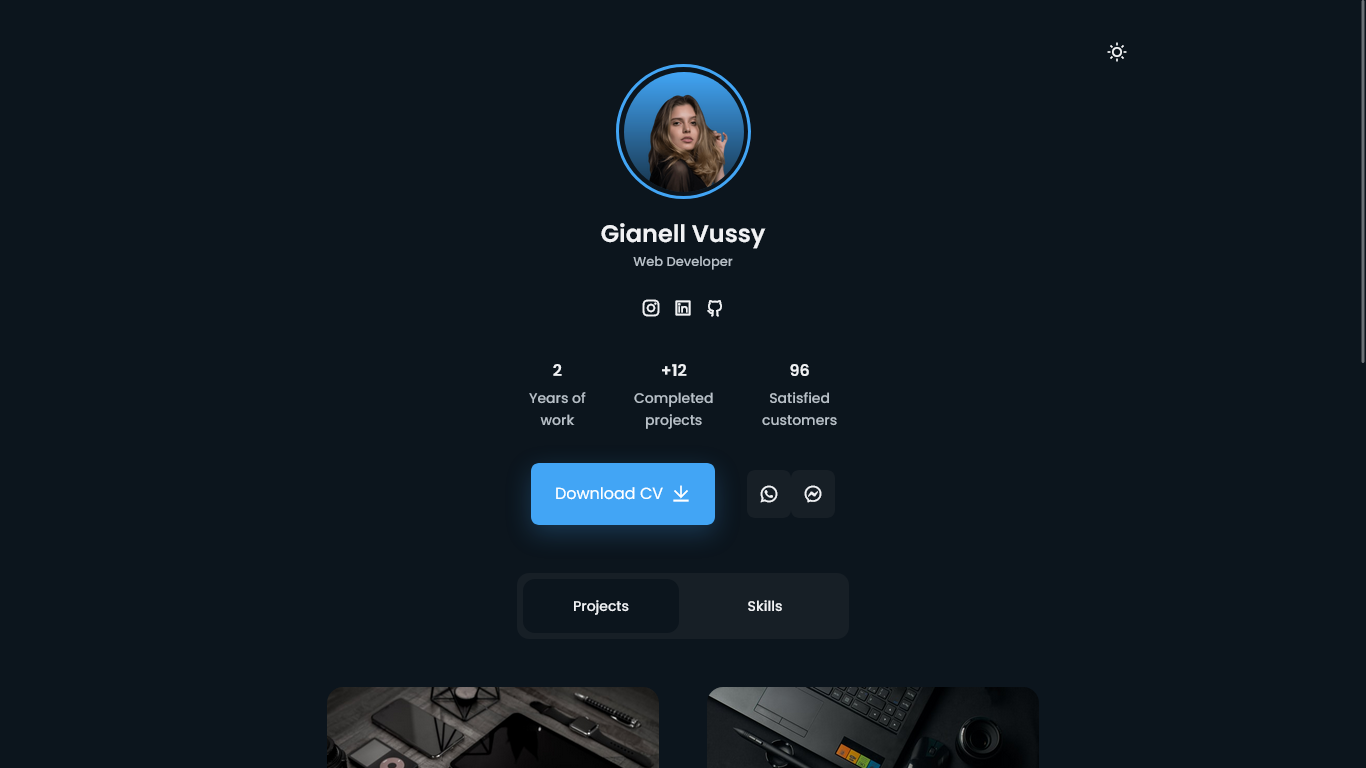 Gianell Vussy
Web Developer
2
Years of
work
+12
Completed
projects
96
Satisfied
customers
Download CV
Projects
Skills